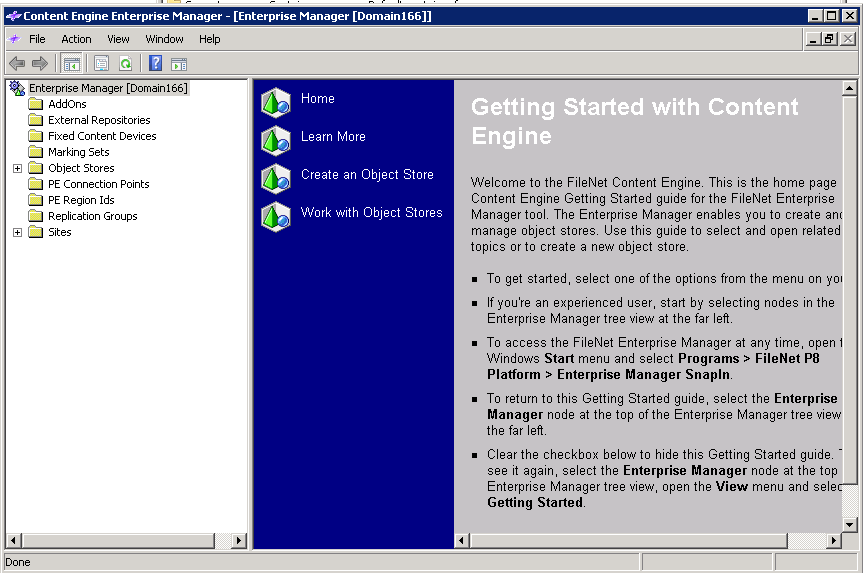 Content Engine Enterprise Manager - [Enterprise Manager [Domain166]]
File Action View Window Help
Enterprise Manager [Domain166]
AddOns
External Repositories
Fixed Content Devices
Marking Sets
Object Stores
PE Connection Points
PE Region Ids
Replication Groups
Sites
Home
Learn More
Create an Object Store
Work with Object Stores
Getting Started with Content
Engine
Welcome to the FileNet Content Engine. This is the home page
Content Engine Getting Started guide for the FileNet Enterprise
Manager tool. The Enterprise Manager enables you to create and
manage object stores. Use this guide to select and open related
topics or to create a new object store.
To get started, select one of the options from the menu on
If you're an experienced user, start by selecting nodes in the
Enterprise Manager tree view at the far left.
To access the FileNet Enterprise Manager at any time, open
Windows Start menu and select Programs > FileNet P8
Platform > Enterprise Manager SnapIn.
To return to this Getting Started guide, select the Enterprise
Manager node at the top of the Enterprise Manager tree view
the far left.
Clear the checkbox below to hide this Getting Started guide.
see it again, select the Enterprise Manager node at the top
Enterprise Manager tree view, open the View menu and selec
Getting Started.
Done